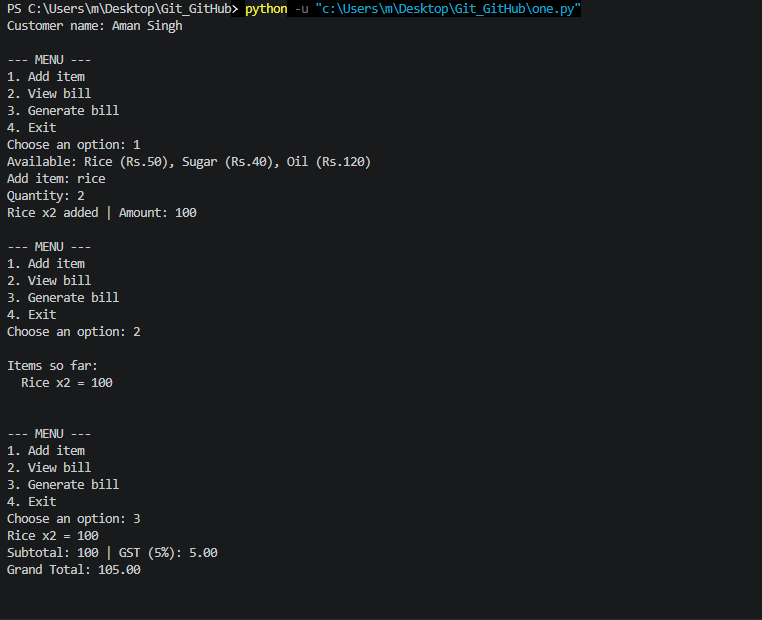 PS C:\Users\m\Desktop\Git_GitHub> python -u "c:\Users\m\Desktop\Git_GitHub\one.py"
Customer name: Aman Singh

--- MENU ---
1. Add item
2. View bill
3. Generate bill
4. Exit
Choose an option: 1
Available: Rice (Rs.50), Sugar (Rs.40), Oil (Rs.120)
Add item: rice
Quantity: 2
Rice x2 added | Amount: 100

--- MENU ---
1. Add item
2. View bill
3. Generate bill
4. Exit
Choose an option: 2

Items so far:
  Rice x2 = 100


--- MENU ---
1. Add item
2. View bill
3. Generate bill
4. Exit
Choose an option: 3
Rice x2 = 100
Subtotal: 100 | GST (5%): 5.00
Grand Total: 105.00